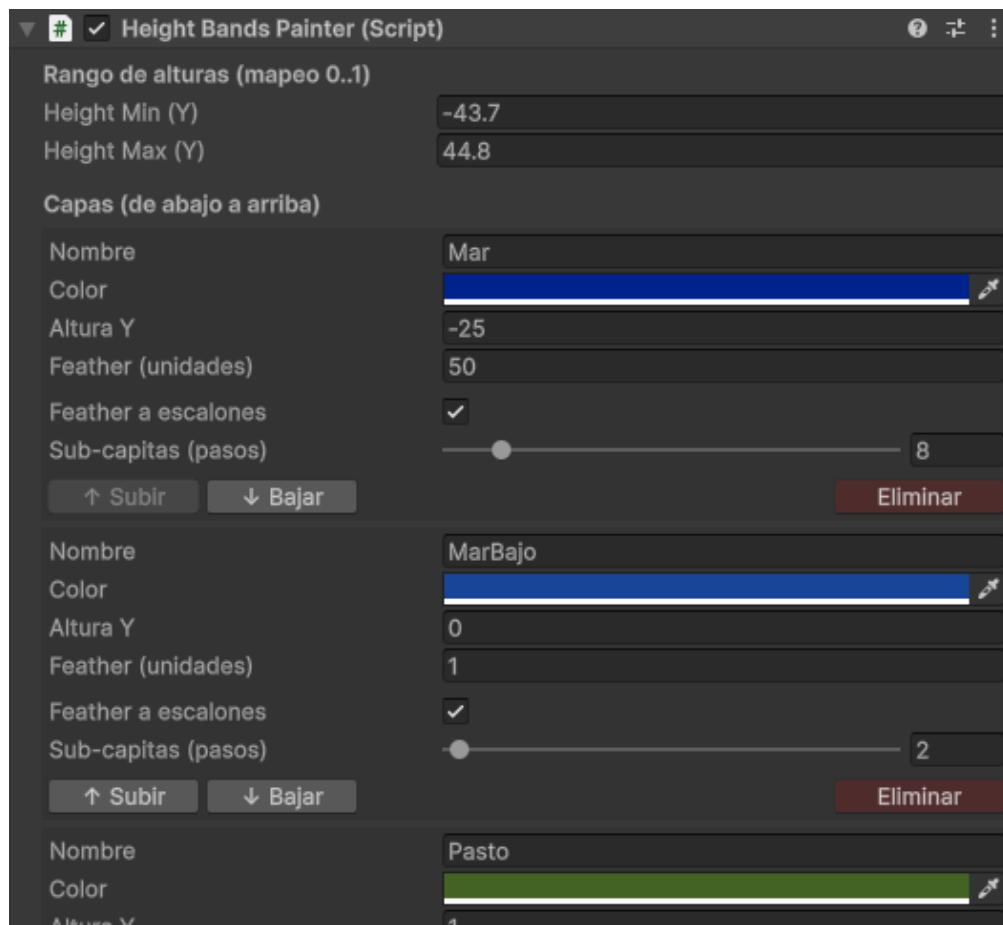 Height Bands Painter (Script)
Rango de alturas (mapeo 0..1)
Height Min (Y) -43.7
Height Max (Y) 44.8
Capas (de abajo a arriba)
Nombre Mar
Color
Altura Y -25
Feather (unidades) 50
Feather a escalones
Sub-capitas (pasos) 8
↑ Subir ↓ Bajar Eliminar
Nombre MarBajo
Color
Altura Y 0
Feather (unidades) 1
Feather a escalones
Sub-capitas (pasos) 2
↑ Subir ↓ Bajar Eliminar
Nombre Pasto
Color
Altura Y 1